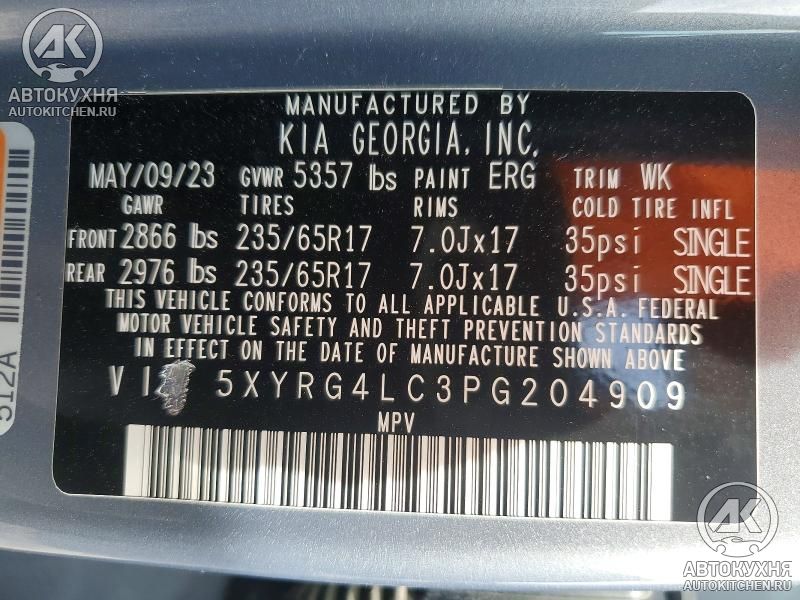 АК
АВТОКУХНЯ
AUTOKITCHEN.RU
MANUFACTURED BY
KIA GEORGIA, INC.
MAY/09/23 GVWR 5357 lbs PAINT ERG TRIM WK
GAWR TIRES RIMS COLD TIRE INFL
FRONT 2866 lbs 235/65R17 7.0Jx17 35psi SINGLE
REAR 2976 lbs 235/65R17 7.0Jx17 35psi SINGLE
THIS VEHICLE CONFORMS TO ALL APPLICABLE U.S.A. FEDERAL
MOTOR VEHICLE SAFETY AND THEFT PREVENTION STANDARDS
IN EFFECT ON THE DATE OF MANUFACTURE SHOWN ABOVE
VI 5XYRG4LC3PG204909
MPV
512A
АК
АВТОКУХНЯ
AUTOKITCHEN.RU